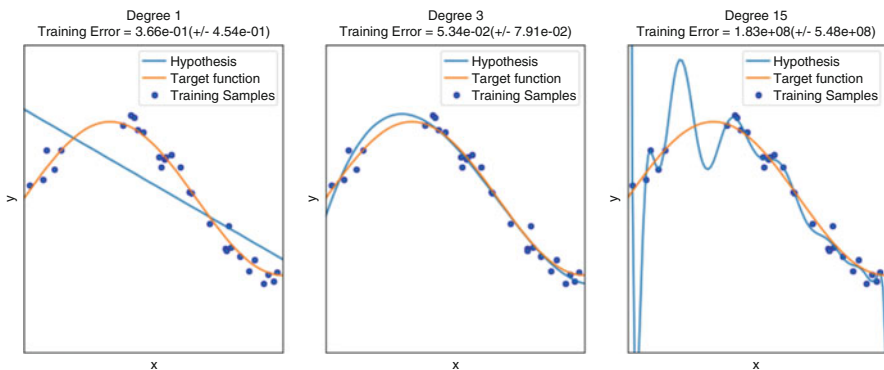 Degree 1
Training Error = 3.66e-01(+/- 4.54e-01)
Hypothesis
Target function
Training Samples
y
x
Degree 3
Training Error = 5.34e-02(+/- 7.91e-02)
Hypothesis
Target function
Training Samples
y
x
Degree 15
Training Error = 1.83e+08(+/- 5.48e+08)
Hypothesis
Target function
Training Samples
y
x